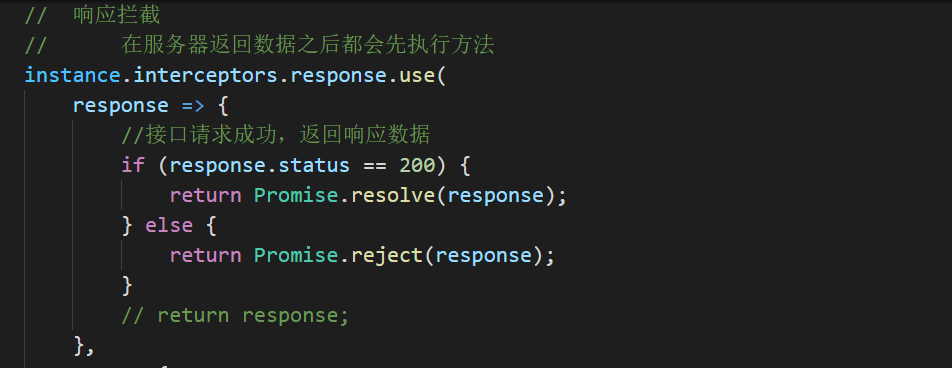 //  响应拦截
//      在服务器返回数据之后都会先执行方法
instance.interceptors.response.use(
    response => {
        //接口请求成功，返回响应数据
        if (response.status == 200) {
            return Promise.resolve(response);
        } else {
            return Promise.reject(response);
        }
        // return response;
    },